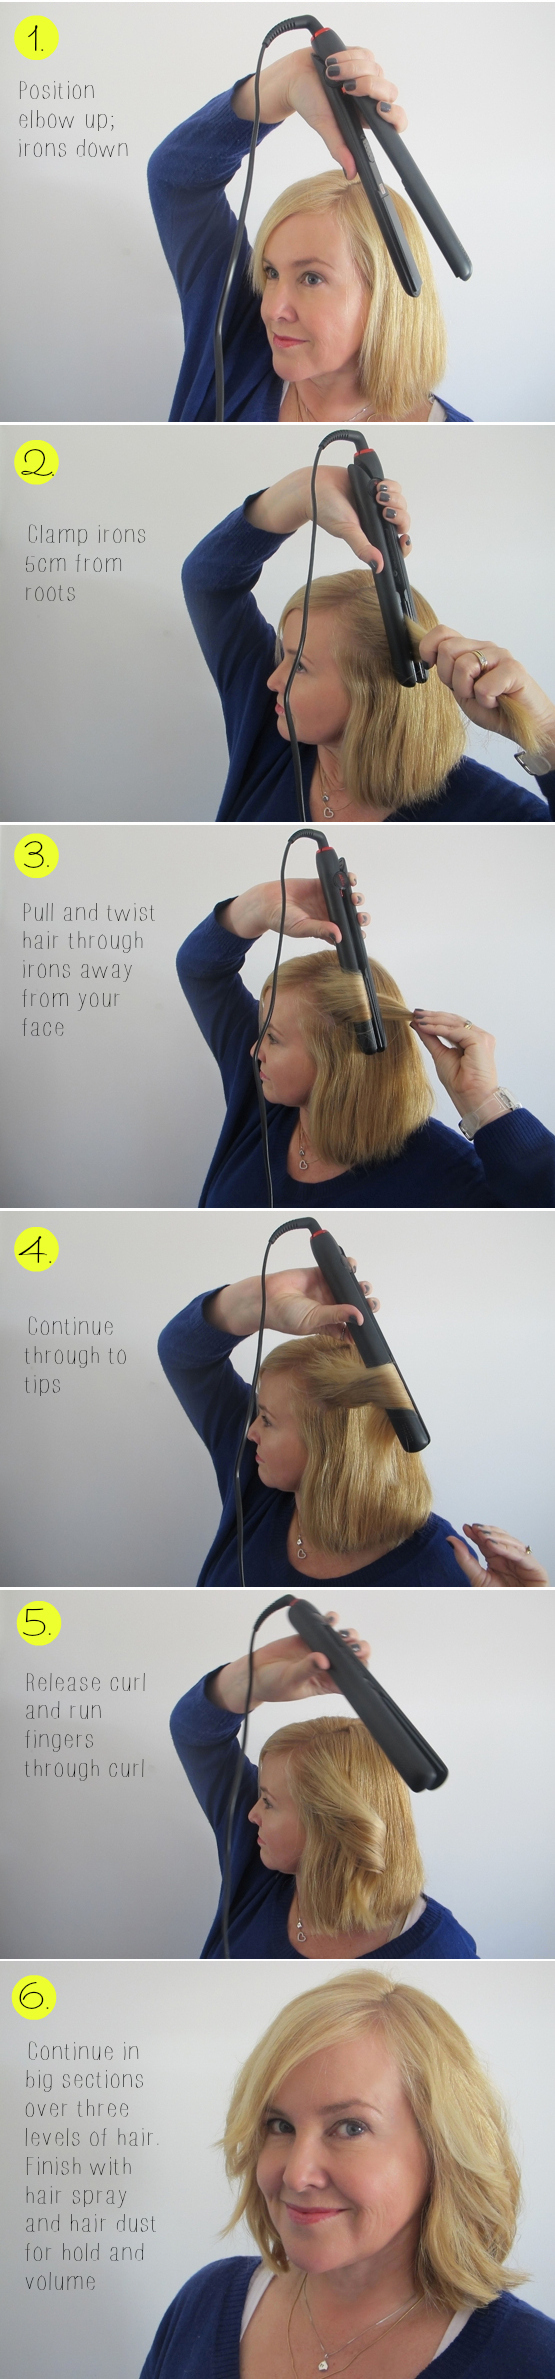 1.
Position
elbow up;
irons down
2.
Clamp irons
5cm from
roots
3.
Pull and twist
hair through
irons away
from your
face
4.
Continue
through to
tips
5.
Release curl
and run
fingers
through curl
6.
Continue in
big sections
over three
levels of hair.
Finish with
hair spray
and hair dust
for hold and
volume